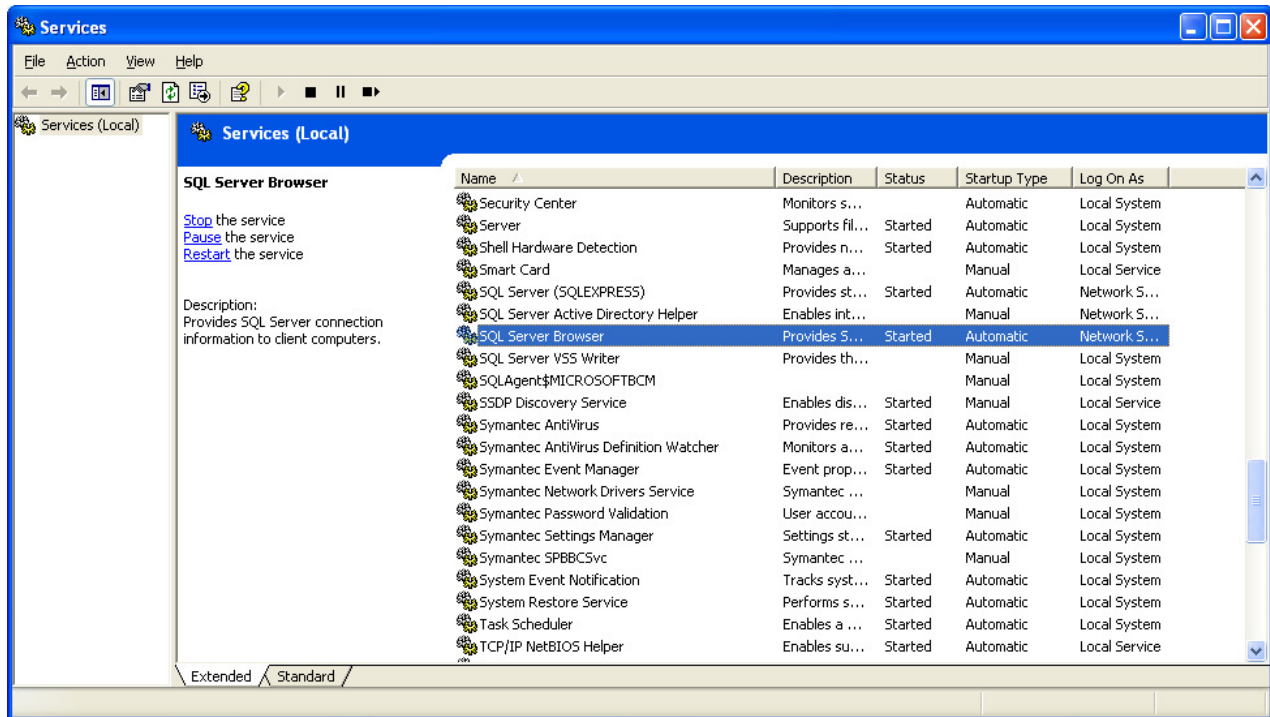 Services
File Action View Help
Services (Local)
Services (Local)
SQL Server Browser
Stop the service
Pause the service
Restart the service
Description:
Provides SQL Server connection
information to client computers.
Name Description Status Startup Type Log On As
Security Center Monitors s... Automatic Local System
Server Supports fil... Started Automatic Local System
Shell Hardware Detection Provides n... Started Automatic Local System
Smart Card Manages a... Manual Local Service
SQL Server (SQLEXPRESS) Provides st... Started Automatic Network S...
SQL Server Active Directory Helper Enables int... Manual Network S...
SQL Server Browser Provides S... Started Automatic Network S...
SQL Server VSS Writer Provides th... Manual Local System
SQLAgent$MICROSOFTBCM Manual Local System
SSDP Discovery Service Enables dis... Started Manual Local Service
Symantec AntiVirus Provides re... Started Automatic Local System
Symantec AntiVirus Definition Watcher Monitors a... Started Automatic Local System
Symantec Event Manager Event prop... Started Automatic Local System
Symantec Network Drivers Service Symantec ... Manual Local System
Symantec Password Validation User accou... Manual Local System
Symantec Settings Manager Settings st... Started Automatic Local System
Symantec SPBBCSvc Symantec ... Manual Local System
System Event Notification Tracks syst... Started Automatic Local System
System Restore Service Performs s... Started Automatic Local System
Task Scheduler Enables a ... Started Automatic Local System
TCP/IP NetBIOS Helper Enables su... Started Automatic Local Service
Extended Standard